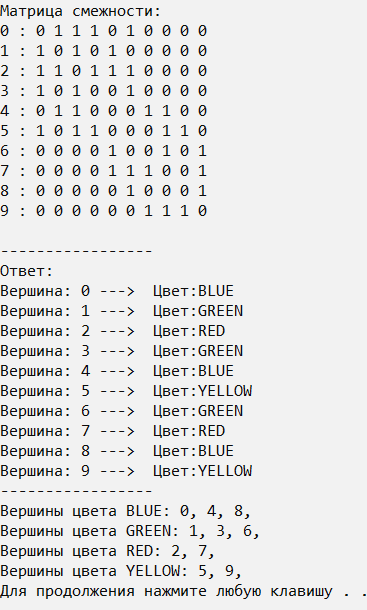 Матрица смежности:
0 : 0 1 1 1 0 1 0 0 0 0
1 : 1 0 1 0 1 0 0 0 0 0
2 : 1 1 0 1 1 1 0 0 0 0
3 : 1 0 1 0 0 1 0 0 0 0
4 : 0 1 1 0 0 0 1 1 0 0
5 : 1 0 1 1 0 0 0 1 1 0
6 : 0 0 0 0 1 0 0 1 0 1
7 : 0 0 0 0 1 1 1 0 0 1
8 : 0 0 0 0 0 1 0 0 0 1
9 : 0 0 0 0 0 0 1 1 1 0
-----------------
Ответ:
Вершина: 0 ---> Цвет:BLUE
Вершина: 1 ---> Цвет:GREEN
Вершина: 2 ---> Цвет:RED
Вершина: 3 ---> Цвет:GREEN
Вершина: 4 ---> Цвет:BLUE
Вершина: 5 ---> Цвет:YELLOW
Вершина: 6 ---> Цвет:GREEN
Вершина: 7 ---> Цвет:RED
Вершина: 8 ---> Цвет:BLUE
Вершина: 9 ---> Цвет:YELLOW
-----------------
Вершины цвета BLUE: 0, 4, 8,
Вершины цвета GREEN: 1, 3, 6,
Вершины цвета RED: 2, 7,
Вершины цвета YELLOW: 5, 9,
Для продолжения нажмите любую клавишу . .